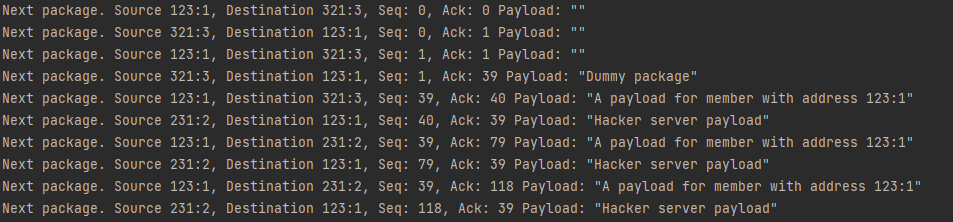 Next package. Source 123:1, Destination 321:3, Seq: 0, Ack: 0 Payload: ""
Next package. Source 321:3, Destination 123:1, Seq: 0, Ack: 1 Payload: ""
Next package. Source 123:1, Destination 321:3, Seq: 1, Ack: 1 Payload: ""
Next package. Source 321:3, Destination 123:1, Seq: 1, Ack: 39 Payload: "Dummy package"
Next package. Source 123:1, Destination 321:3, Seq: 39, Ack: 40 Payload: "A payload for member with address 123:1"
Next package. Source 231:2, Destination 123:1, Seq: 40, Ack: 39 Payload: "Hacker server payload"
Next package. Source 123:1, Destination 231:2, Seq: 39, Ack: 79 Payload: "A payload for member with address 123:1"
Next package. Source 231:2, Destination 123:1, Seq: 79, Ack: 39 Payload: "Hacker server payload"
Next package. Source 123:1, Destination 231:2, Seq: 39, Ack: 118 Payload: "A payload for member with address 123:1"
Next package. Source 231:2, Destination 123:1, Seq: 118, Ack: 39 Payload: "Hacker server payload"